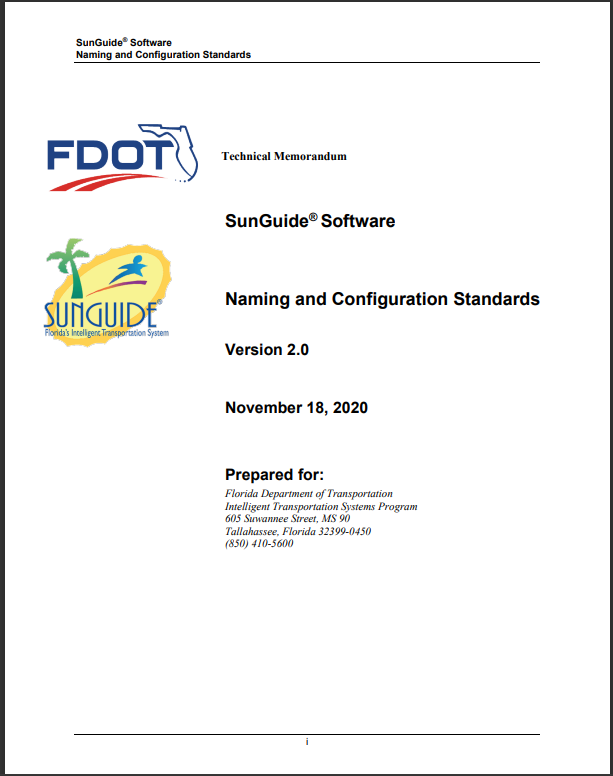 SunGuide® Software
Naming and Configuration Standards
FDOT
Technical Memorandum
SunGuide® Software
SUNGUIDE®
Florida's Intelligent Transportation System
Naming and Configuration Standards
Version 2.0
November 18, 2020
Prepared for:
Florida Department of Transportation
Intelligent Transportation Systems Program
605 Suwannee Street, MS 90
Tallahassee, Florida 32399-0450
(850) 410-5600
i